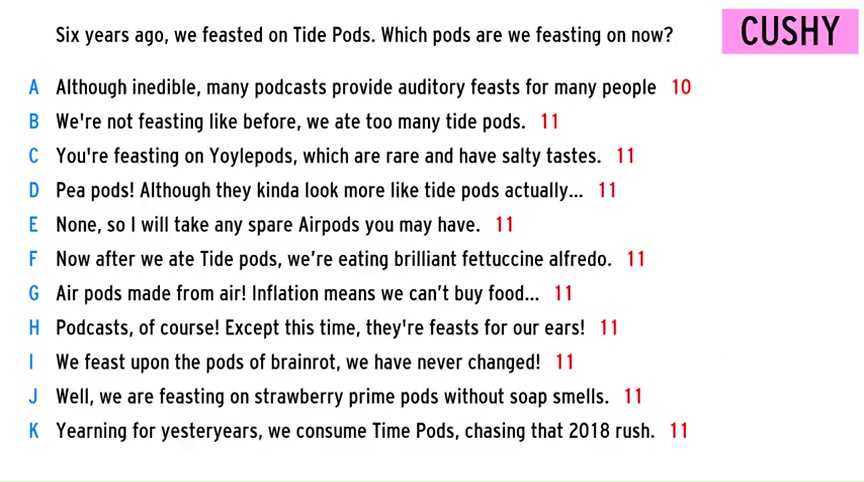 Six years ago, we feasted on Tide Pods. Which pods are we feasting on now?
CUSHY
A Although inedible, many podcasts provide auditory feasts for many people 10
B We're not feasting like before, we ate too many tide pods. 11
C You're feasting on Yoylepods, which are rare and have salty tastes. 11
D Pea pods! Although they kinda look more like tide pods actually... 11
E None, so I will take any spare Airpods you may have. 11
F Now after we ate Tide pods, we’re eating brilliant fettuccine alfredo. 11
G Air pods made from air! Inflation means we can’t buy food... 11
H Podcasts, of course! Except this time, they're feasts for our ears! 11
I We feast upon the pods of brainrot, we have never changed! 11
J Well, we are feasting on strawberry prime pods without soap smells. 11
K Yearning for yesteryears, we consume Time Pods, chasing that 2018 rush. 11